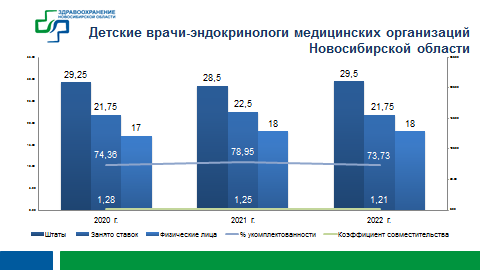 ЗДРАВООХРАНЕНИЕ
НОВОСИБИРСКОЙ ОБЛАСТИ
Детские врачи-эндокринологи медицинских организаций
Новосибирской области
29,25 28,5 29,5
21,75 22,5 21,75
17 18 18
74,36 78,95 73,73
1,28 1,25 1,21
2020 г. 2021 г. 2022 г.
Штаты Занято ставок Физические лица % укомплектованности Коэффициент совместительства